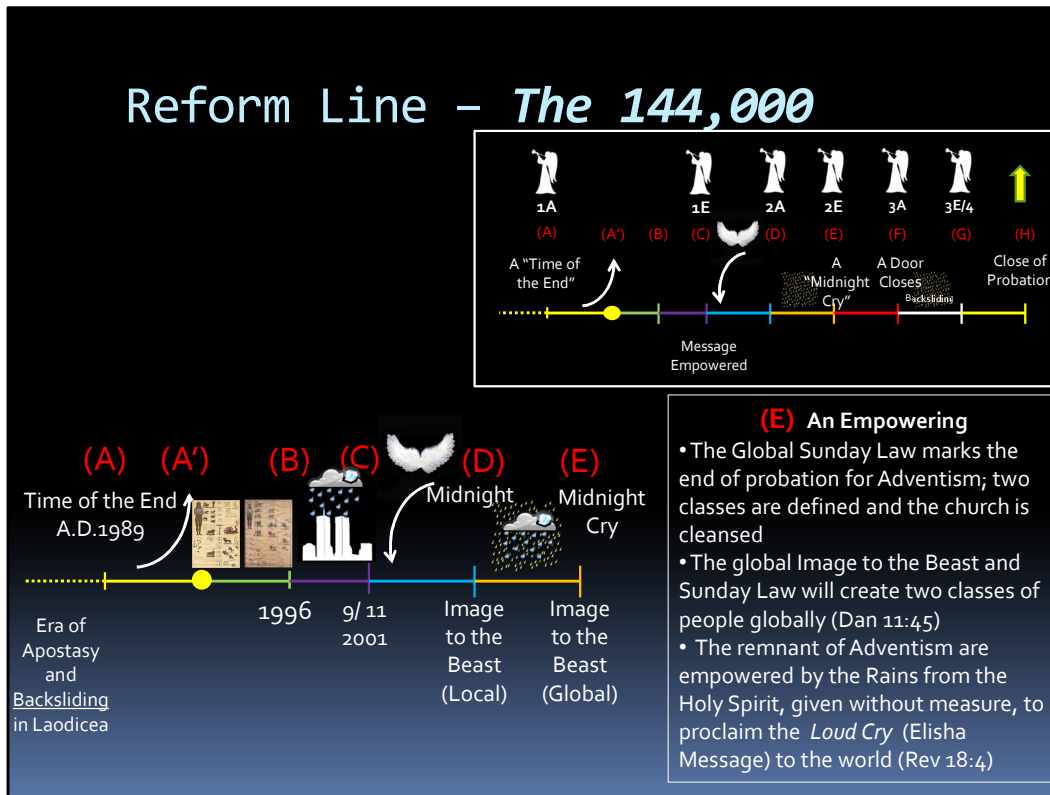 Reform Line – The 144,000
1A
1E
2A
2E
3A
3E/4
(A)
(A’)
(B)
(C)
(D)
(E)
(F)
(G)
(H)
A “Time of
the End”
A
“Midnight
Cry”
A Door
Closes
Backsliding
Close of
Probation
Message
Empowered
(A)
(A’)
(B)
(C)
(D)
(E)
Time of the End
A.D.1989
Midnight
Midnight
Cry
1996
9/ 11
2001
Image
to the
Beast
(Local)
Image
to the
Beast
(Global)
Era of
Apostasy
and
Backsliding
in Laodicea
(E) An Empowering
•The Global Sunday Law marks the
end of probation for Adventism; two
classes are defined and the church is
cleansed
•The global Image to the Beast and
Sunday Law will create two classes of
people globally (Dan 11:45)
• The remnant of Adventism are
empowered by the Rains from the
Holy Spirit, given without measure, to
proclaim the Loud Cry (Elisha
Message) to the world (Rev 18:4)